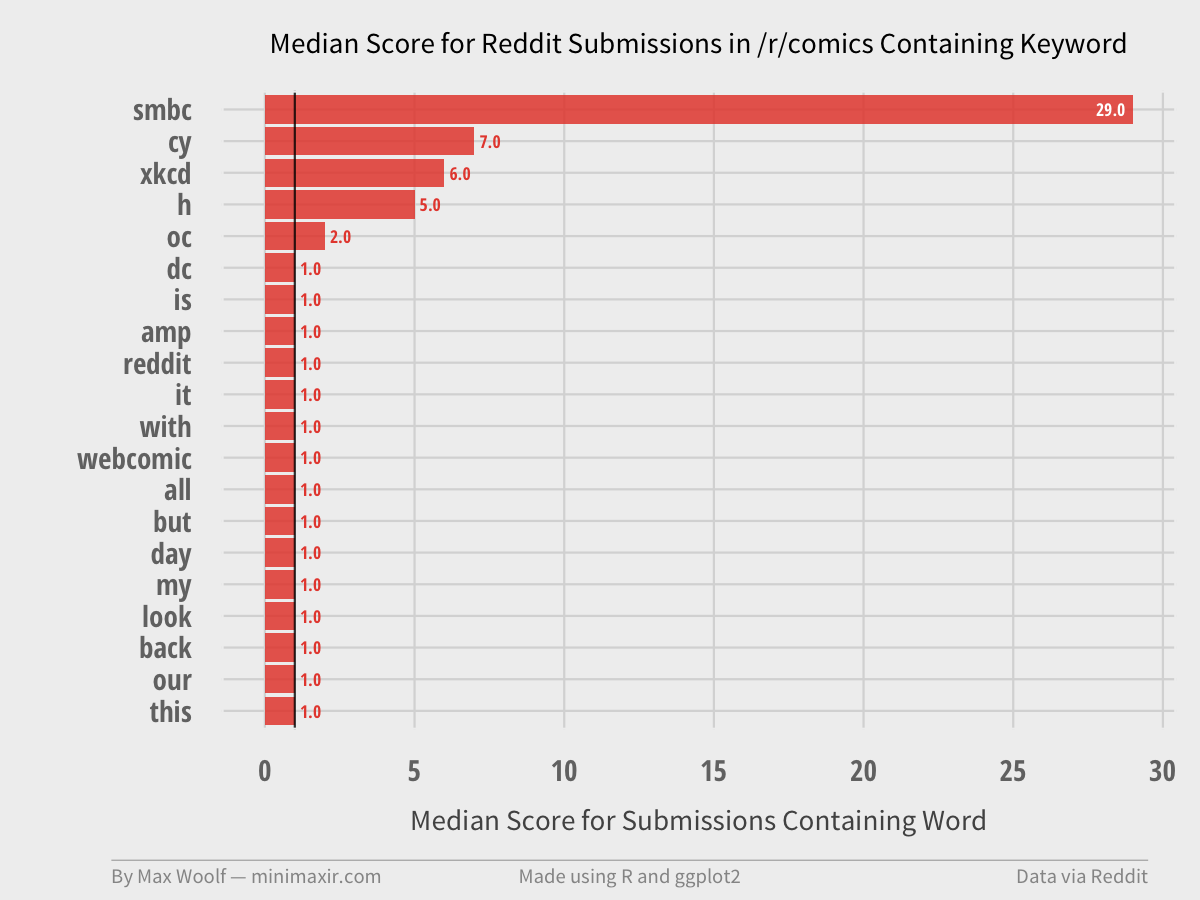 Median Score for Reddit Submissions in /r/comics Containing Keyword
smbc 29.0
cy 7.0
xkcd 6.0
h 5.0
oc 2.0
dc 1.0
is 1.0
amp 1.0
reddit 1.0
it 1.0
with 1.0
webcomic 1.0
all 1.0
but 1.0
day 1.0
my 1.0
look 1.0
back 1.0
our 1.0
this 1.0
0 5 10 15 20 25 30
Median Score for Submissions Containing Word
By Max Woolf — minimaxir.com Made using R and ggplot2 Data via Reddit